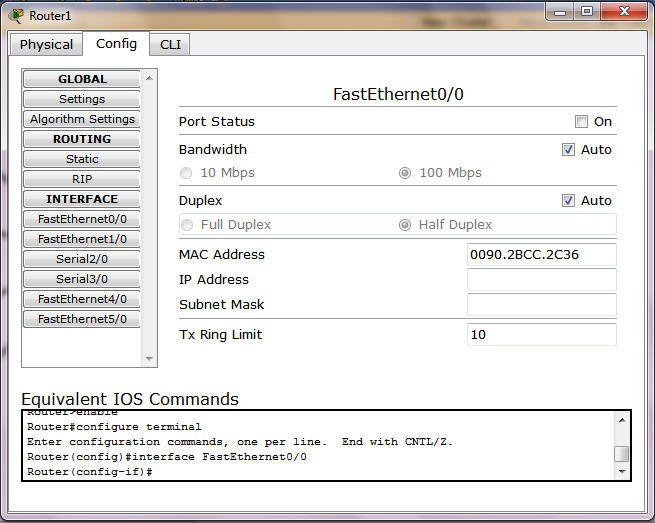 Router1
Physical Config CLI
GLOBAL
Settings
Algorithm Settings
ROUTING
Static
RIP
INTERFACE
FastEthernet0/0
FastEthernet1/0
Serial2/0
Serial3/0
FastEthernet4/0
FastEthernet5/0
FastEthernet0/0
Port Status On
Bandwidth Auto
10 Mbps 100 Mbps
Duplex Auto
Full Duplex Half Duplex
MAC Address 0090.2BCC.2C36
IP Address
Subnet Mask
Tx Ring Limit 10
Equivalent IOS Commands
Router>enable
Router#configure terminal
Enter configuration commands, one per line.  End with CNTL/Z.
Router(config)#interface FastEthernet0/0
Router(config-if)#